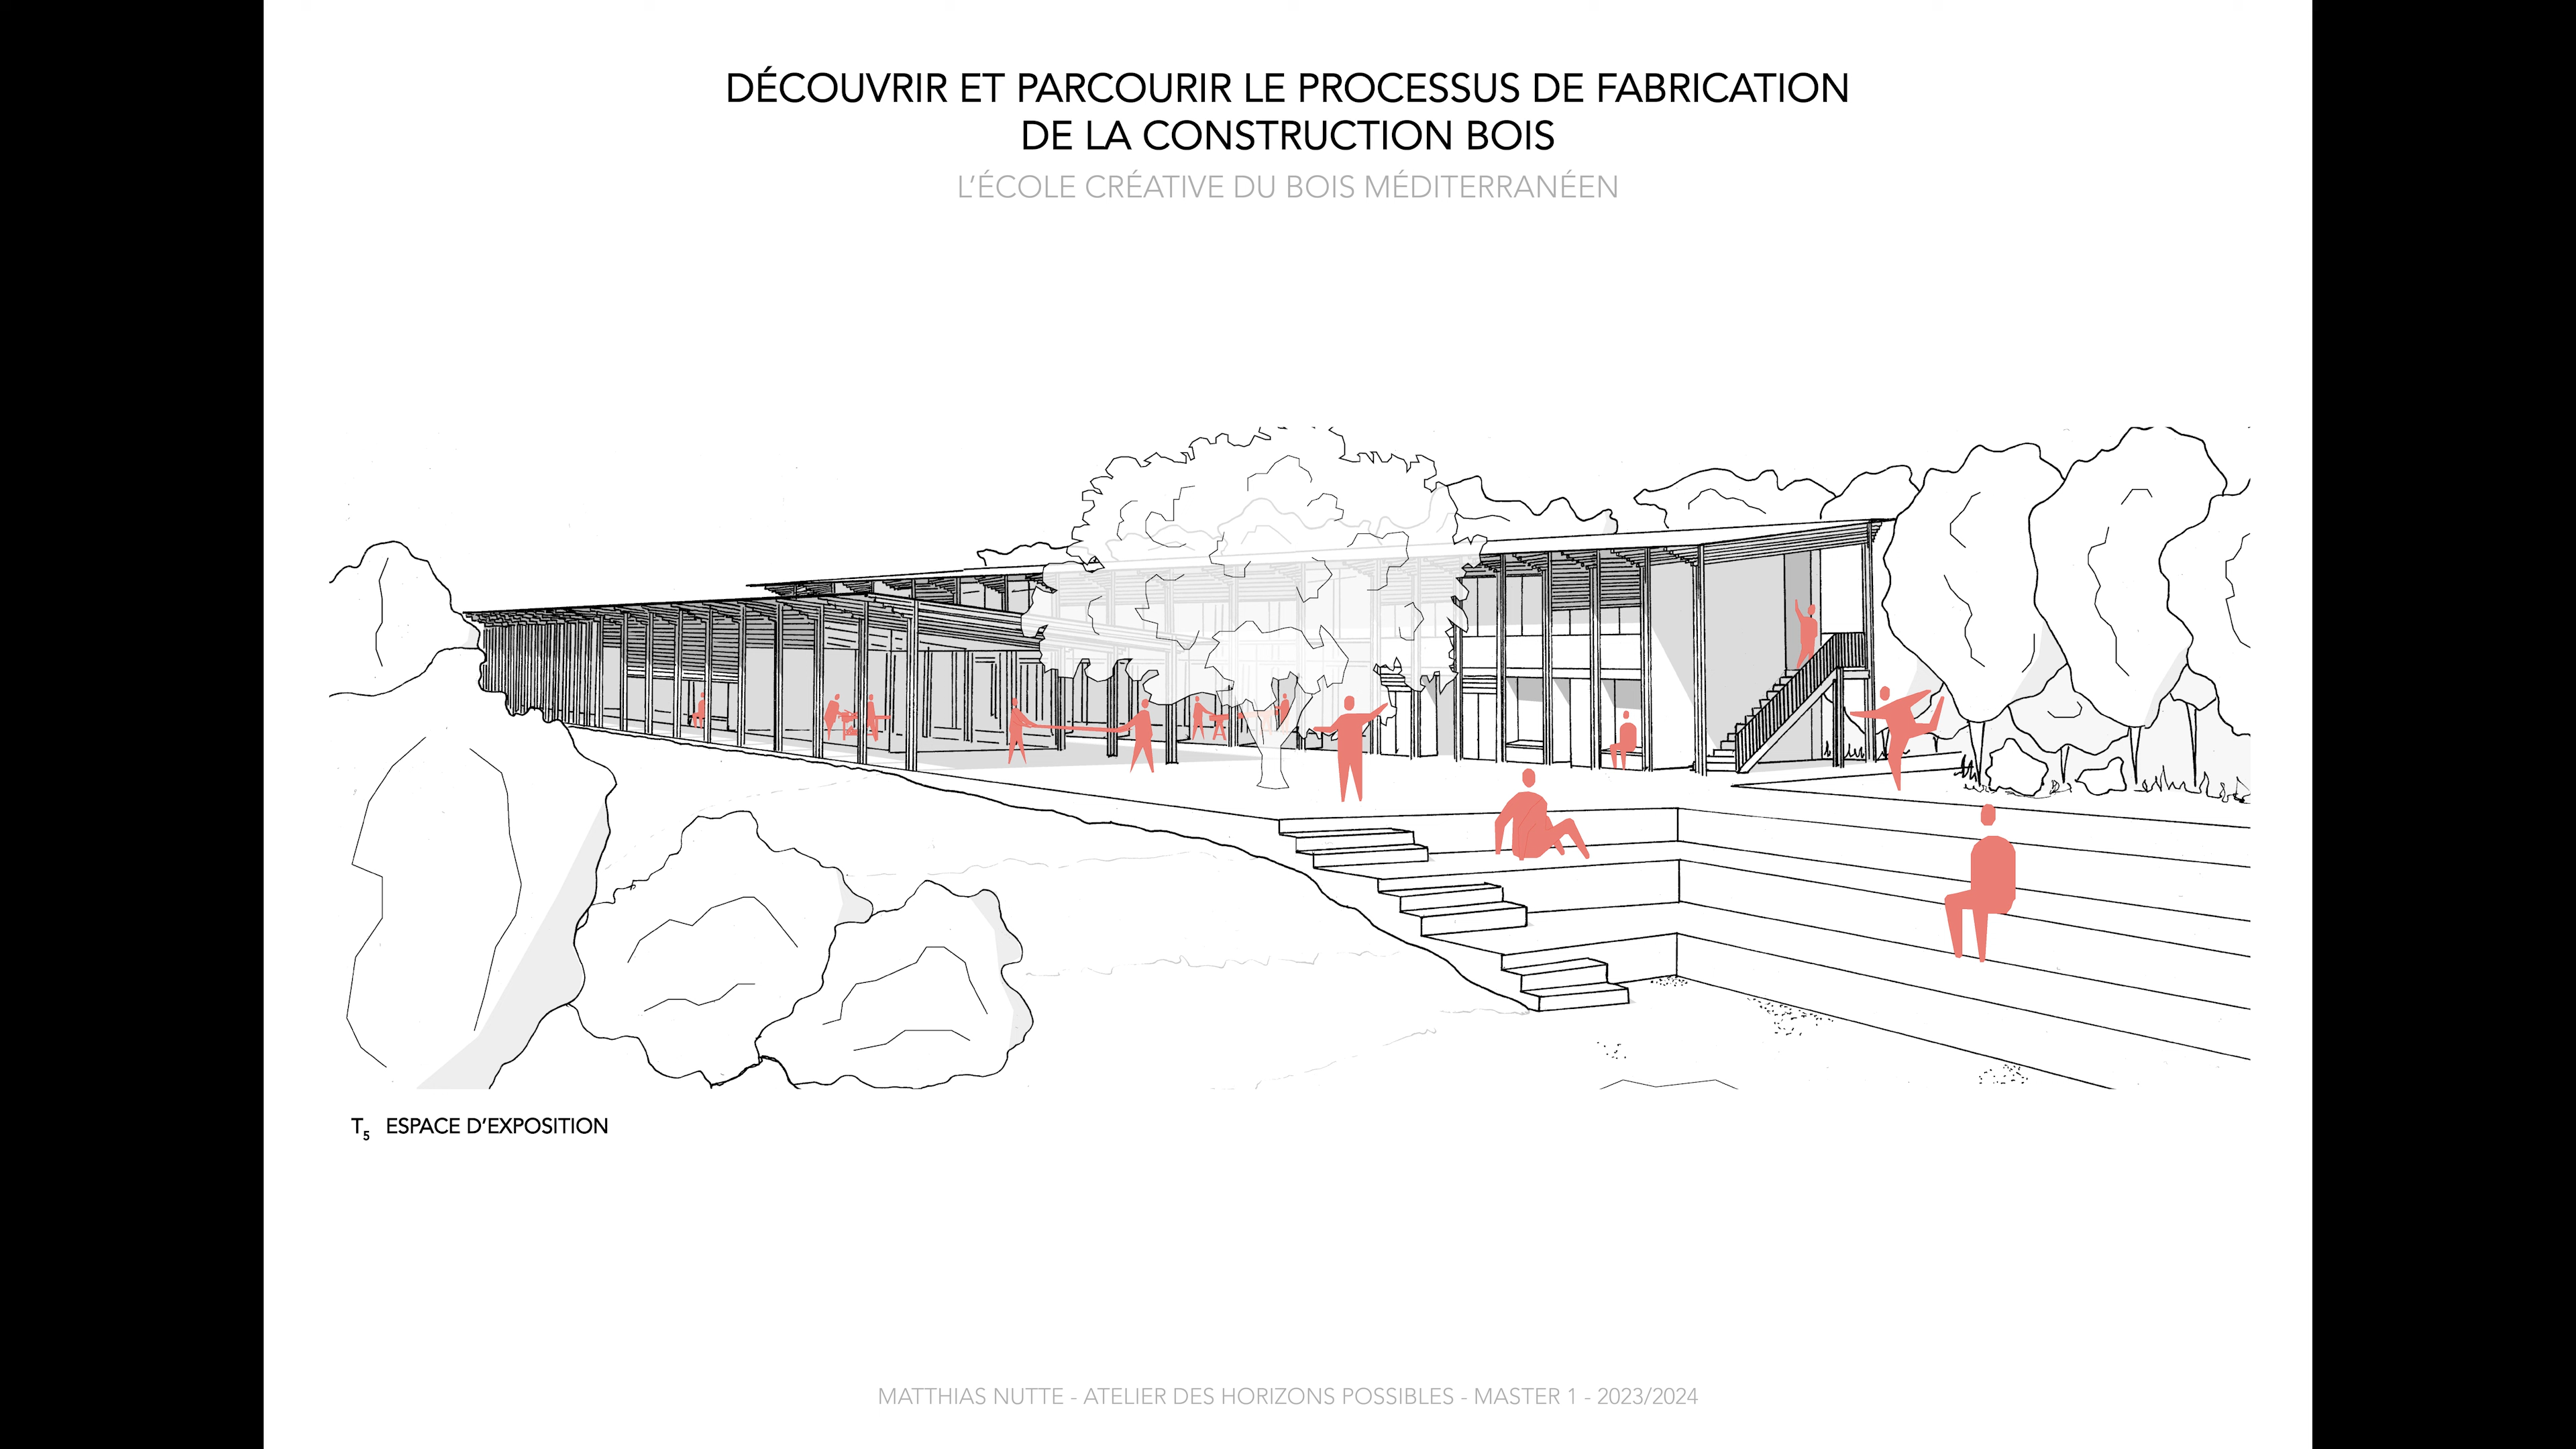 DÉCOUVRIR ET PARCOURIR LE PROCESSUS DE FABRICATION
DE LA CONSTRUCTION BOIS
L'ÉCOLE CRÉATIVE DU BOIS MÉDITERRANÉEN
T5 ESPACE D'EXPOSITION
MATTHIAS NUTTE - ATELIER DES HORIZONS POSSIBLES - MASTER 1 - 2023/2024